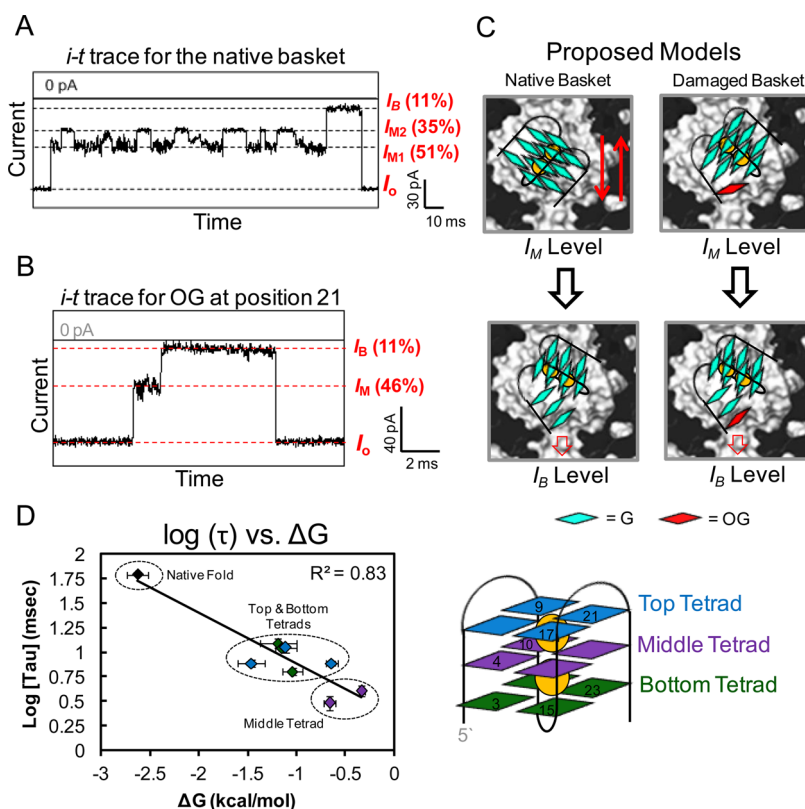 A
i-t trace for the native basket
0 pA
Current
I_B (11%)
I_M2 (35%)
I_M1 (51%)
I_o
30 pA
10 ms
Time
B
i-t trace for OG at position 21
0 pA
Current
I_B (11%)
I_M (46%)
I_o
40 pA
2 ms
Time
C
Proposed Models
Native Basket
Damaged Basket
I_M Level
I_M Level
I_B Level
I_B Level
= G
= OG
D
log (τ) vs. ΔG
R² = 0.83
Native Fold
Top & Bottom
Tetrads
Middle Tetrad
Log [Tau] (msec)
2
1.75
1.5
1.25
1
0.75
0.5
0.25
0
-3
-2.5
-2
-1.5
-1
-0.5
0
ΔG (kcal/mol)
9
21
17
Top Tetrad
10
4
Middle Tetrad
23
3
15
Bottom Tetrad
5`